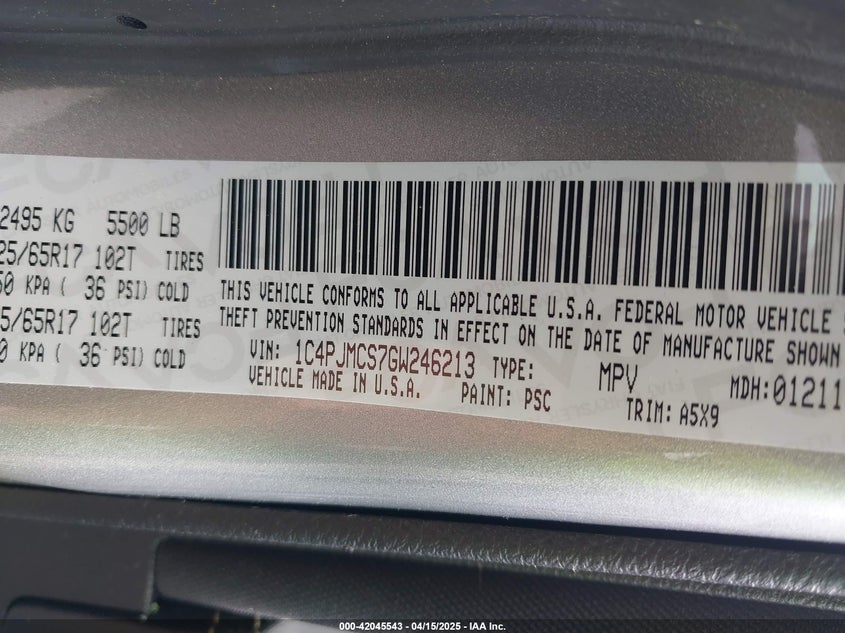 2495 KG 5500 LB
25/65R17 102T TIRES
50 KPA ( 36 PSI) COLD
5/65R17 102T TIRES
0 KPA ( 36 PSI) COLD
THIS VEHICLE CONFORMS TO ALL APPLICABLE U.S.A. FEDERAL MOTOR VEHICLE
THEFT PREVENTION STANDARDS IN EFFECT ON THE DATE OF MANUFACTURE SHOWN
VIN: 1C4PJMCS7GW246213 TYPE: MPV MDH: 01211
VEHICLE MADE IN U.S.A. PAINT: PSC TRIM: A5X9
000-42045543 / 04/15/2025 - IAA Inc.